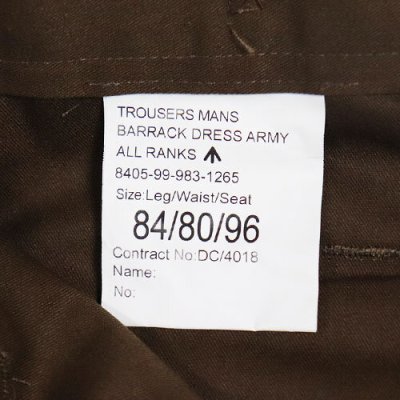 TROUSERS MANS
BARRACK DRESS ARMY
ALL RANKS ↑
8405-99-983-1265
Size:Leg/Waist/Seat
84/80/96
Contract No:DC/4018
Name:
No: